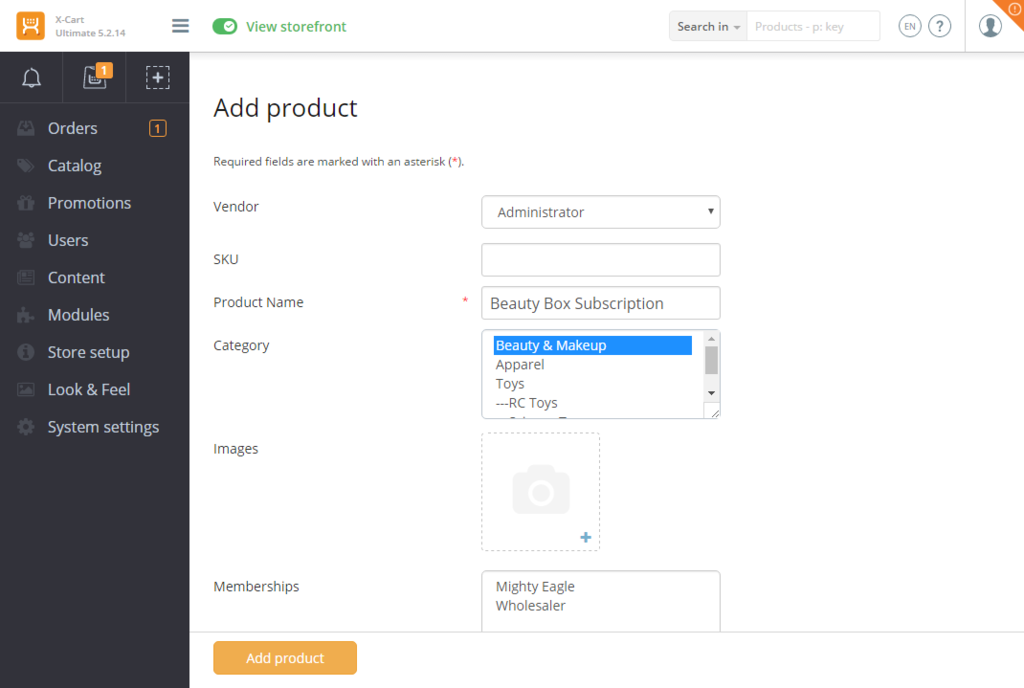 X-Cart
Ultimate 5.2.14
View storefront
Search in
Products - p: key
EN
?
1
Orders
1
Catalog
Promotions
Users
Content
Modules
Store setup
Look & Feel
System settings
Add product
Required fields are marked with an asterisk (*).
Vendor
Administrator
SKU
Product Name *
Beauty Box Subscription
Category
Beauty & Makeup
Apparel
Toys
---RC Toys
Images
Memberships
Mighty Eagle
Wholesaler
Add product